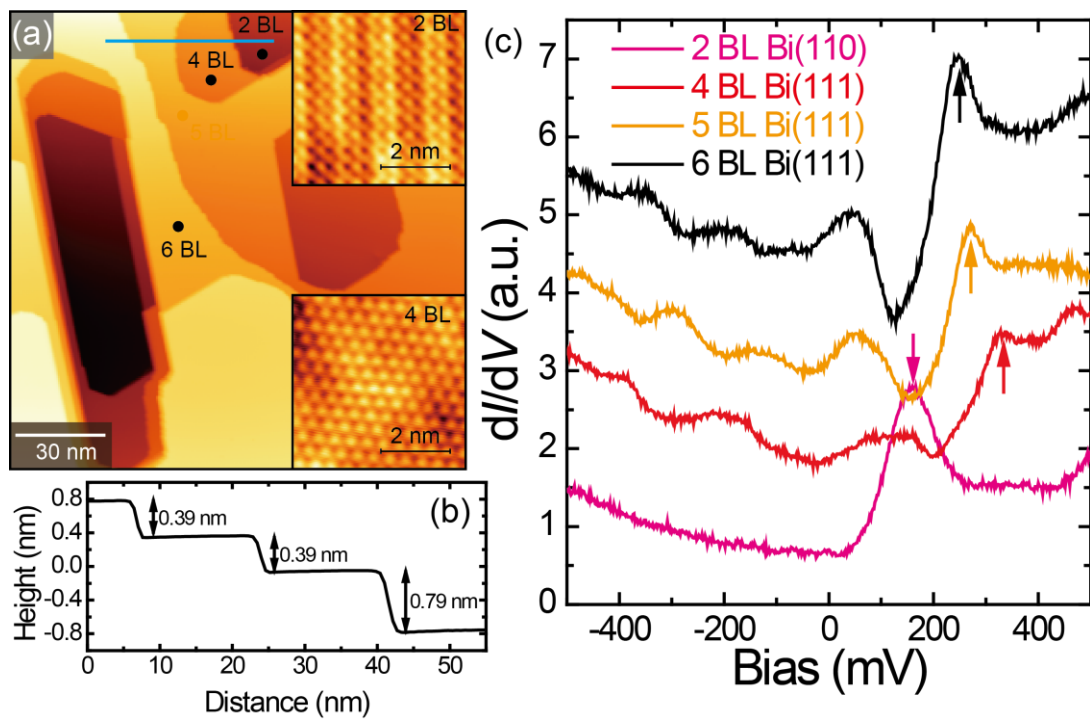 (a)
2 BL
4 BL
5 BL
6 BL
30 nm
2 BL
2 nm
4 BL
2 nm
(b)
Height (nm)
0.8
0.4
0.0
-0.4
-0.8
0.39 nm
0.39 nm
0.79 nm
0 10 20 30 40 50
Distance (nm)
(c)
dI/dV (a.u.)
7
6
5
4
3
2
1
0
2 BL Bi(110)
4 BL Bi(111)
5 BL Bi(111)
6 BL Bi(111)
-400 -200 0 200 400
Bias (mV)